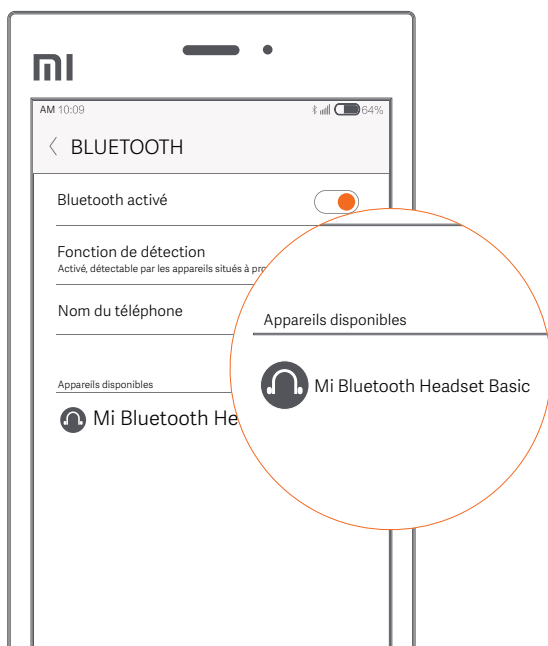 MI
AM 10:09 64%
BLUETOOTH
Bluetooth activé
Fonction de détection
Activé, détectable par les appareils situés à pro
Nom du téléphone
Appareils disponibles
Mi Bluetooth He
Appareils disponibles
Mi Bluetooth Headset Basic